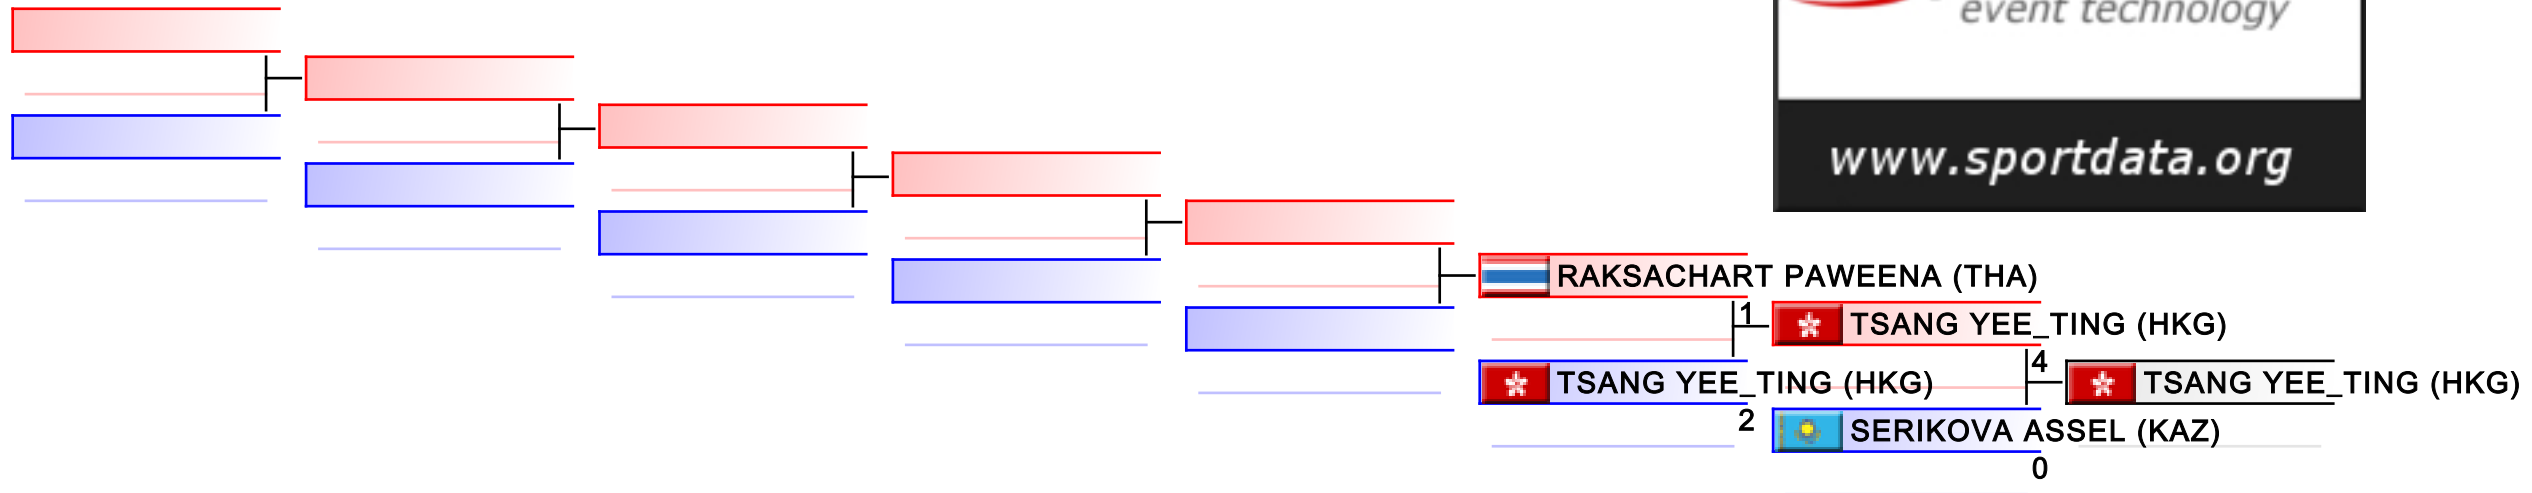 event technology
www.sportdata.org
RAKSACHART PAWEENA (THA)
1
TSANG YEE_TING (HKG)
4
TSANG YEE_TING (HKG)
TSANG YEE_TING (HKG)
2
SERIKOVA ASSEL (KAZ)
0